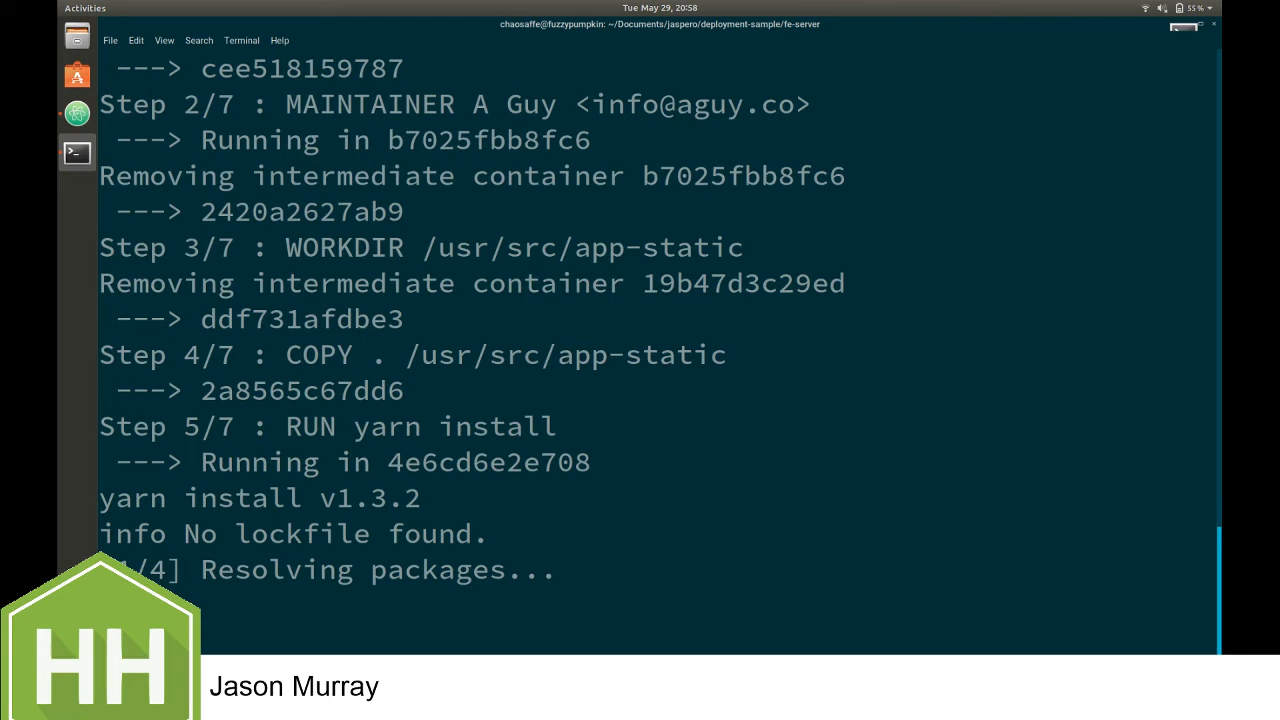 Activities
Tue May 29, 20:58
55%
chaosaffe@fuzzypumpkin: ~/Documents/jaspero/deployment-sample/fe-server
File Edit View Search Terminal Help
---> cee518159787
Step 2/7 : MAINTAINER A Guy <info@aguy.co>
---> Running in b7025fbb8fc6
Removing intermediate container b7025fbb8fc6
---> 2420a2627ab9
Step 3/7 : WORKDIR /usr/src/app-static
Removing intermediate container 19b47d3c29ed
---> ddf731afdbe3
Step 4/7 : COPY . /usr/src/app-static
---> 2a8565c67dd6
Step 5/7 : RUN yarn install
---> Running in 4e6cd6e2e708
yarn install v1.3.2
info No lockfile found.
/4] Resolving packages...
HH
Jason Murray